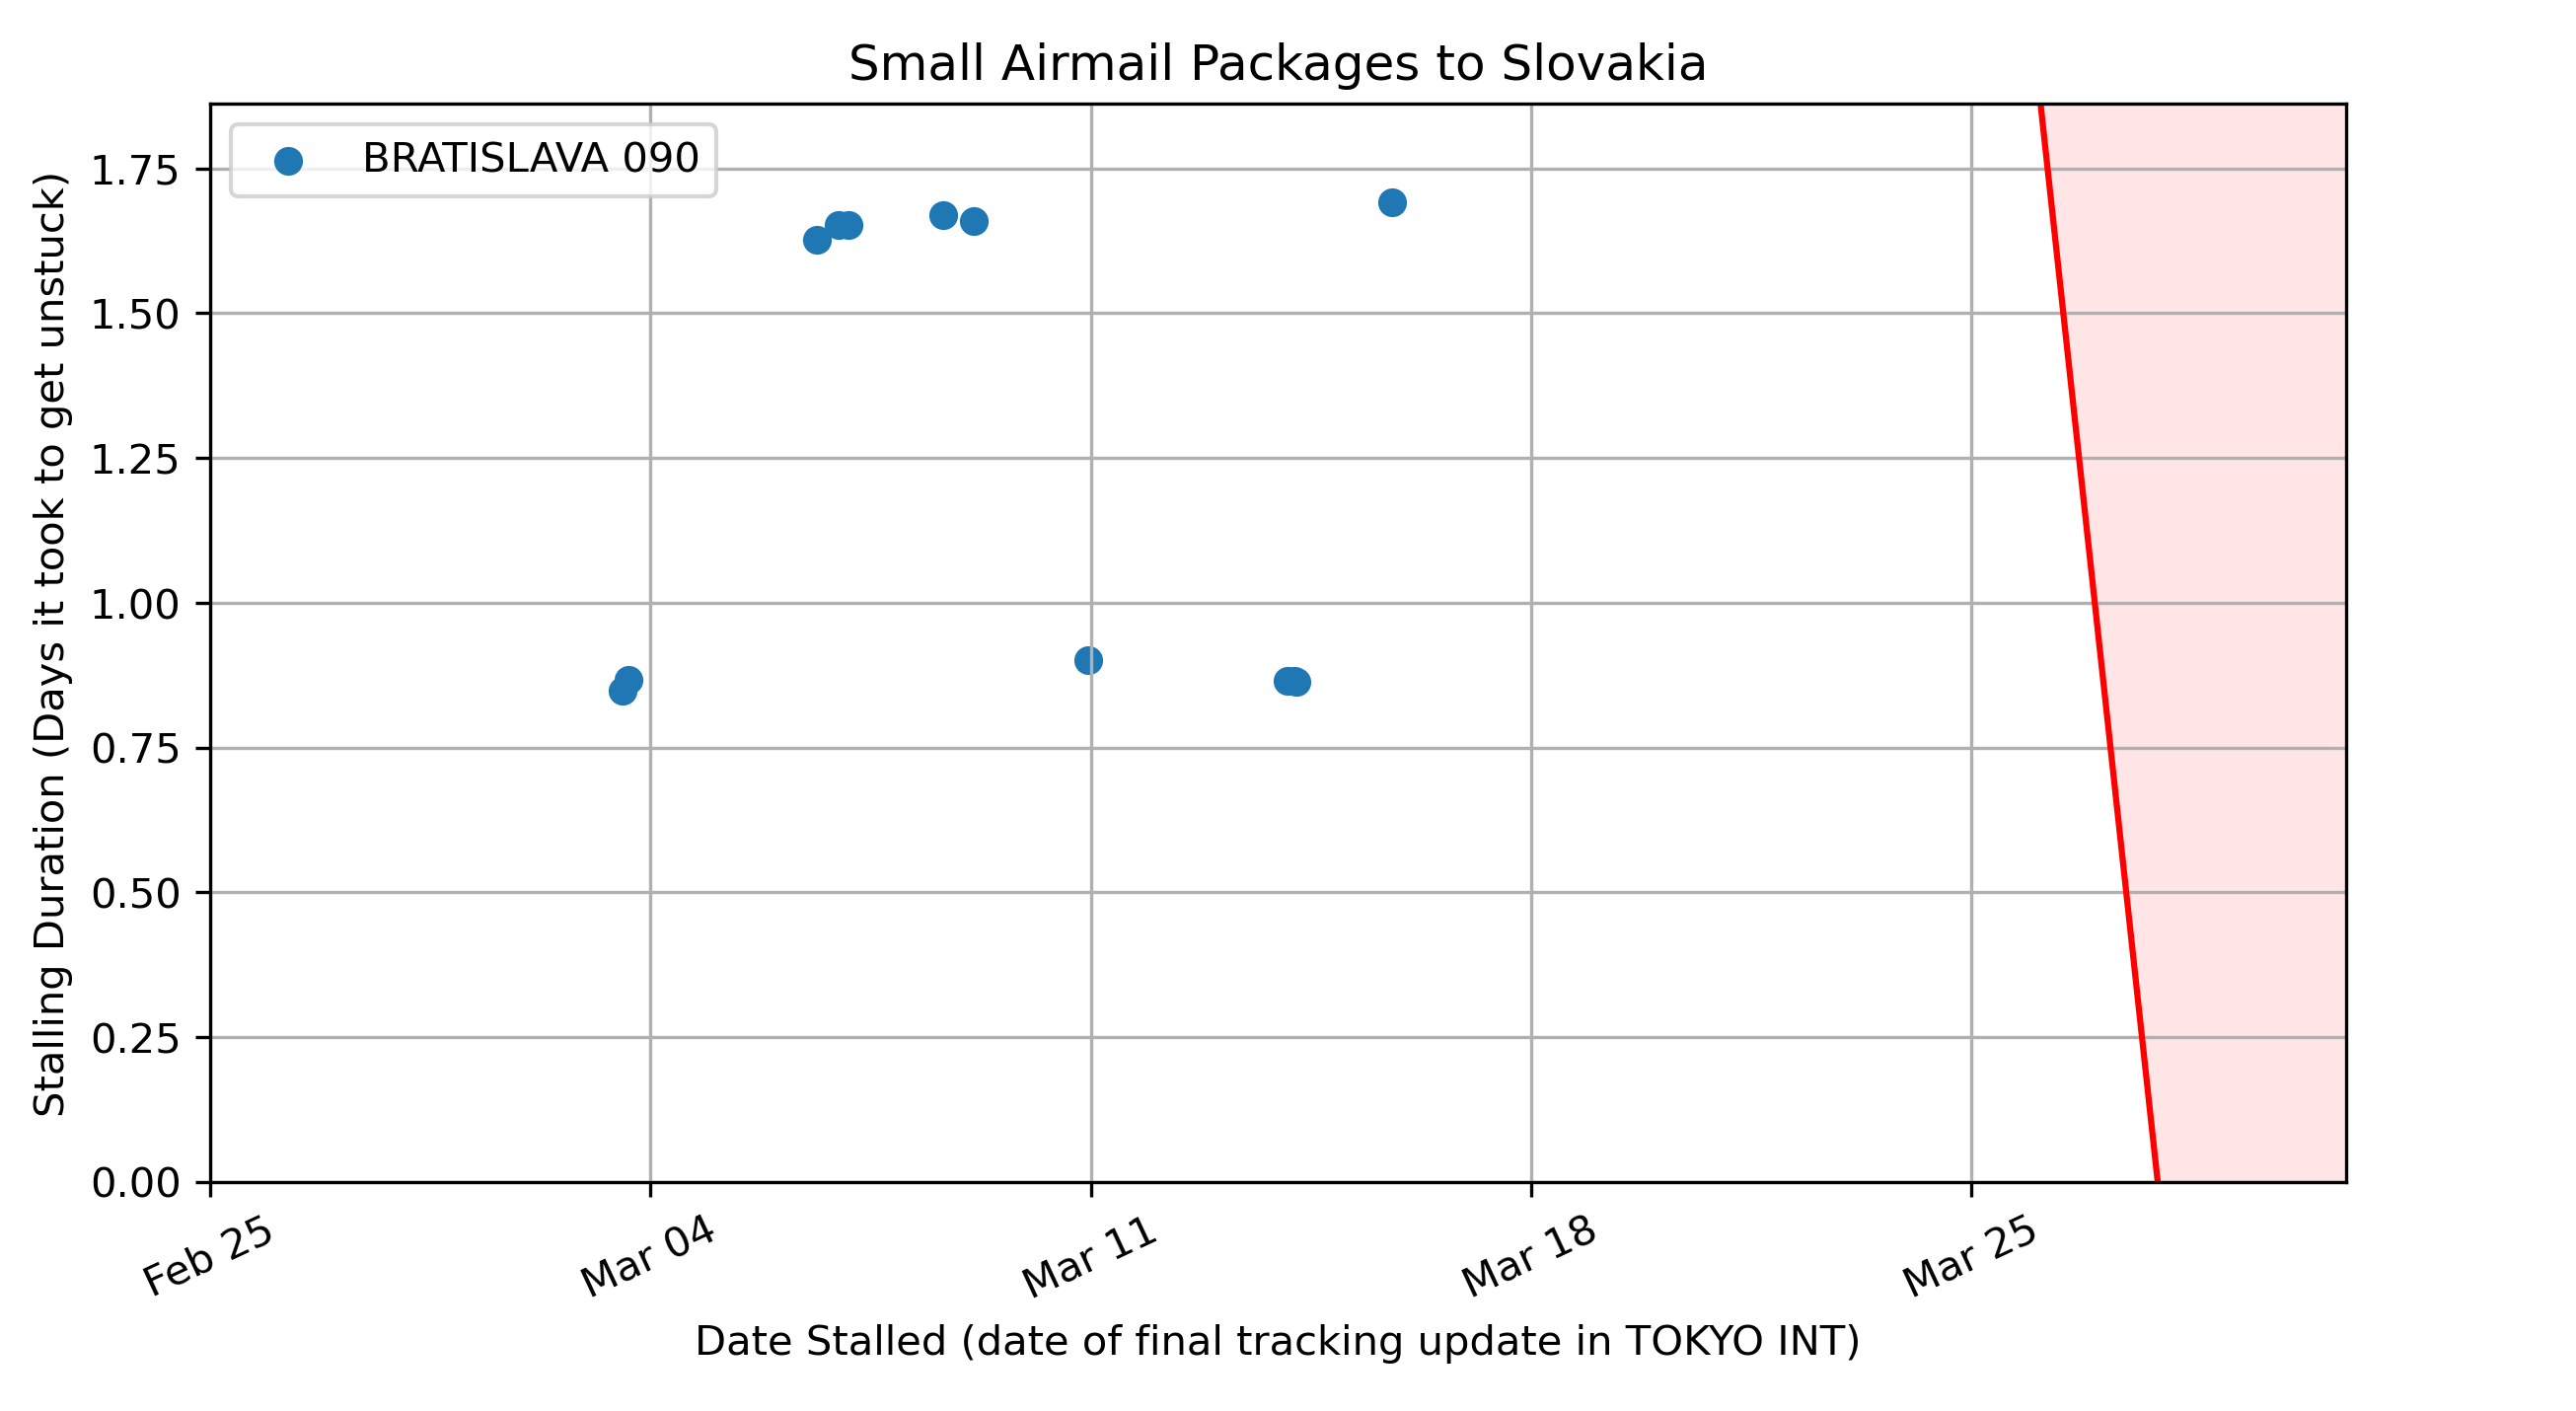 Small Airmail Packages to Slovakia
BRATISLAVA 090
Stalling Duration (Days it took to get unstuck)
1.75
1.50
1.25
1.00
0.75
0.50
0.25
0.00
Feb 25
Mar 04
Mar 11
Mar 18
Mar 25
Date Stalled (date of final tracking update in TOKYO INT)